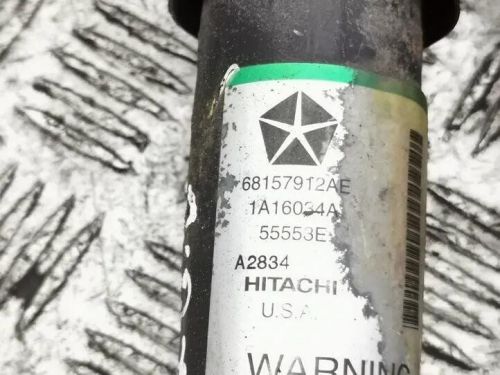 68157912AE
1A16034A
55553E
A2834
HITACHI
U.S.A.
WARNING